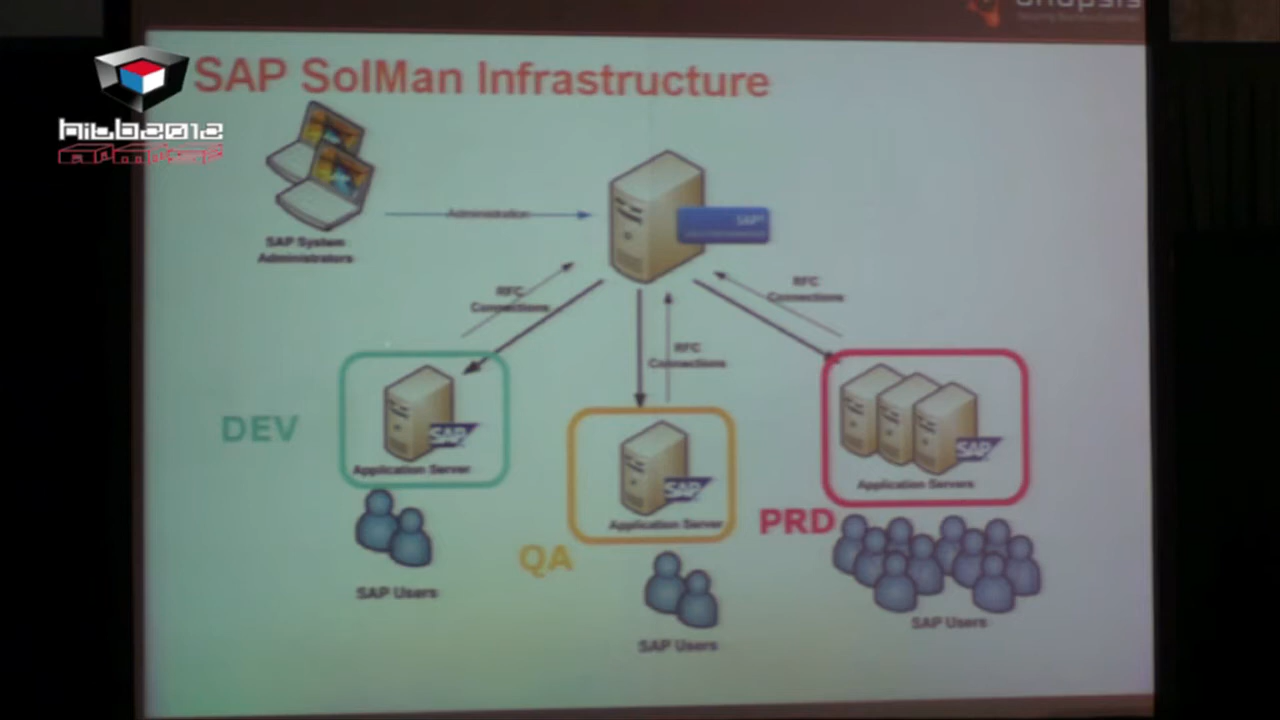 SAP SolMan Infrastructure
HITB2012
SAP
Administration
SAP System
Administrators
RFC
Connections
RFC
Connections
RFC
Connections
DEV
SAP
Application Server
SAP
Application Server
SAP
Application Servers
PRD
QA
SAP Users
SAP Users
SAP Users